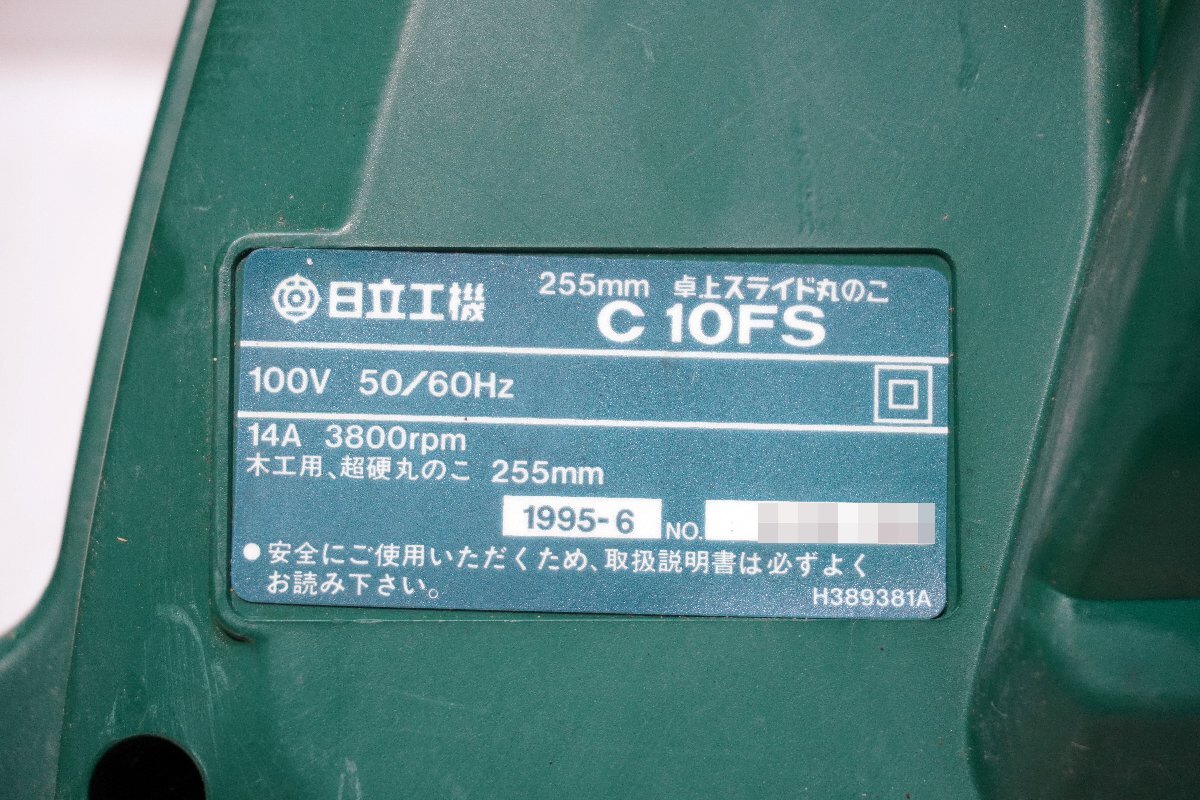 日立工機 255mm 卓上スライド丸のこ
C 10FS
100V 50/60Hz
14A 3800rpm
木工用、超硬丸のこ 255mm
1995-6 NO.
●安全にご使用いただくため、取扱説明書は必ずよく
お読み下さい。
H389381A